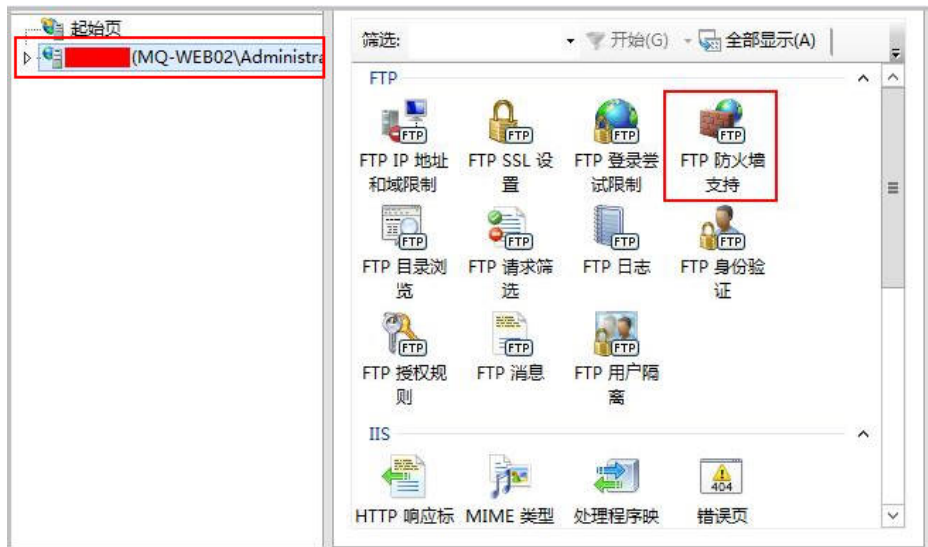 起始页
(MQ-WEB02\Administra
筛选:
开始(G)
全部显示(A)
FTP
FTP
FTP
FTP
FTP
FTP IP 地址
和域限制
FTP SSL 设
置
FTP 登录尝
试限制
FTP 防火墙
支持
FTP
FTP
FTP
FTP
FTP 目录浏
览
FTP 请求筛
选
FTP 日志
FTP 身份验
证
FTP
FTP
FTP
FTP 授权规
则
FTP 消息
FTP 用户隔
离
IIS
404
HTTP 响应标
MIME 类型
处理程序映
错误页